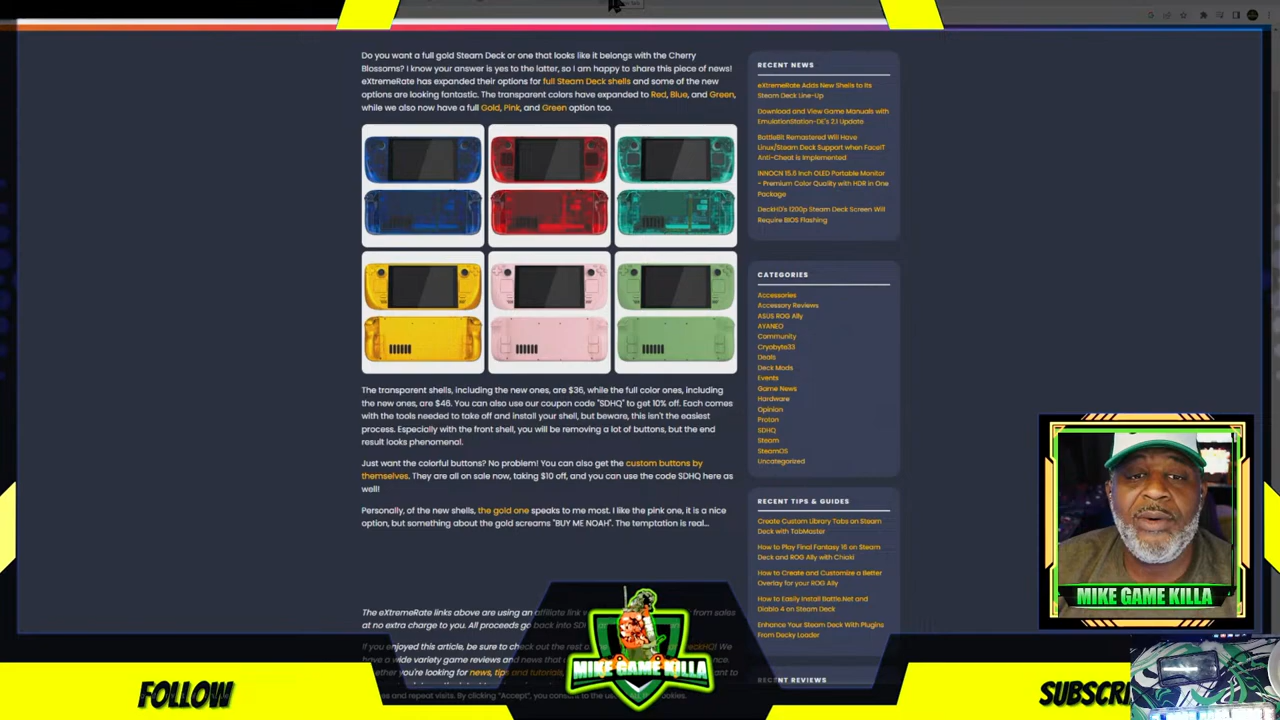 Do you want a full gold Steam Deck or one that looks like it belongs with the Cherry
Blossoms? I know your answer is yes to the latter, so I am happy to share this piece of news!
eXtremeRate has expanded their options for full Steam Deck shells and some of the new
options are looking fantastic. The transparent colors have expanded to Red, Blue, and Green,
while we also now have a full Gold, Pink, and Green option too.
The transparent shells, including the new ones, are $36, while the full color ones, including
the new ones, are $46. You can also use our coupon code "SDHQ" to get 10% off. Each comes
with the tools needed to take off and install your shell, but beware, this isn't the easiest
process. Especially with the front shell, you will be removing a lot of buttons, but the end
result looks phenomenal.
Just want the colorful buttons? No problem! You can also get the custom buttons by
themselves. They are all on sale now, taking $10 off, and you can use the code SDHQ here as
well!
Personally, of the new shells, the gold one speaks to me most. I like the pink one, it is a nice
option, but something about the gold screams "BUY ME NOAH". The temptation is real...
The eXtremeRate links above are using an affiliate link from sales
at no extra charge to you. All proceeds go back into
If you enjoyed this article, be sure to check out the rest We
have a wide variety game reviews and news that
you're looking for news, tips and tutorials, want to
and repeat visits. By clicking "Accept", you consent to the cookies.
RECENT NEWS
eXtremeRate Adds New Shells to Its
Steam Deck Line-Up
Download and View Game Manuals with
EmulationStation-DE's 2.1 Update
BattleBit Remastered Will Have
Linux/Steam Deck Support when FaceIT
Anti-Cheat is Implemented
INNOCN 15.6 Inch OLED Portable Monitor
- Premium Color Quality with HDR in One
Package
DeckHD's 1200p Steam Deck Screen Will
Require BIOS Flashing
CATEGORIES
Accessories
Accessory Reviews
ASUS ROG Ally
AYANEO
Community
Cryobyte33
Deals
Deck Mods
Events
Game News
Hardware
Opinion
Proton
SDHQ
Steam
SteamOS
Uncategorized
RECENT TIPS & GUIDES
Create Custom Library Tabs on Steam
Deck with TabMaster
How to Play Final Fantasy 16 on Steam
Deck and ROG Ally with Chiaki
How to Create and Customize a Better
Overlay for your ROG Ally
How to Easily Install Battle.Net and
Diablo 4 on Steam Deck
Enhance Your Steam Deck With Plugins
From Decky Loader
RECENT REVIEWS
MIKE GAME KILLA
MIKE GAME KILLA
FOLLOW
SUBSCRI